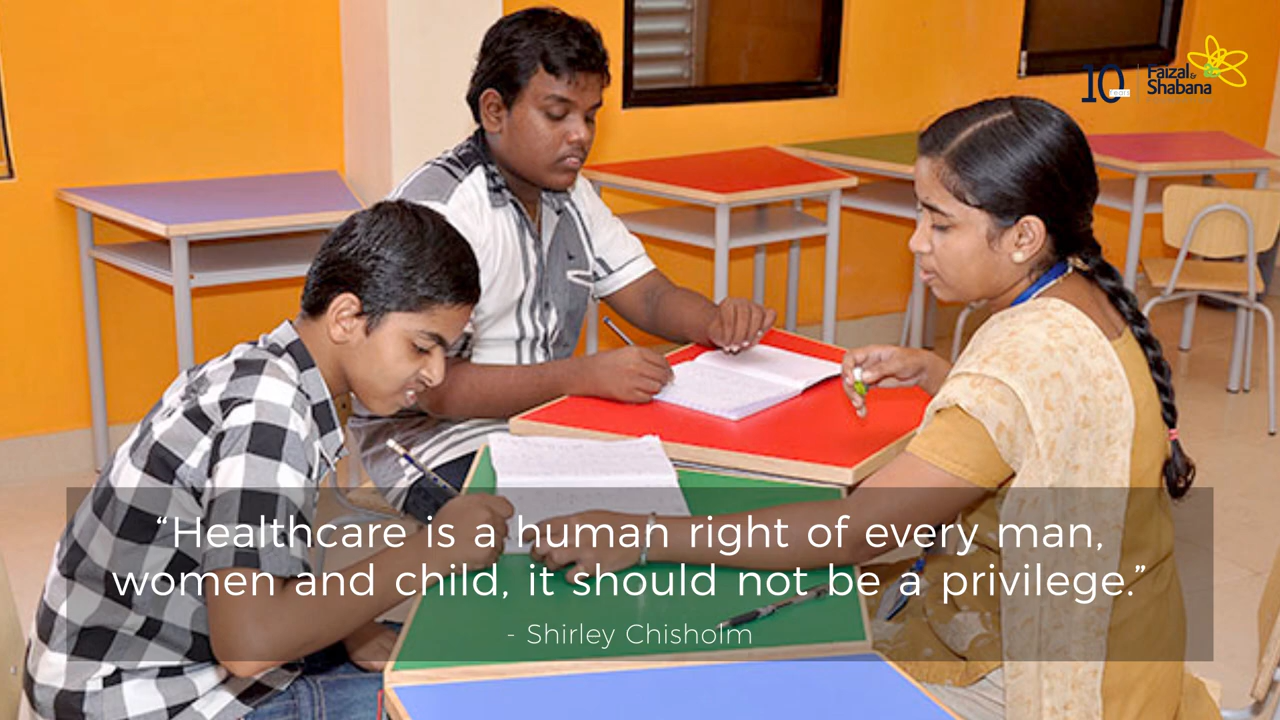 10 years
Faizal &
Shabana
“Healthcare is a human right of every man,
women and child, it should not be a privilege.”
- Shirley Chisholm